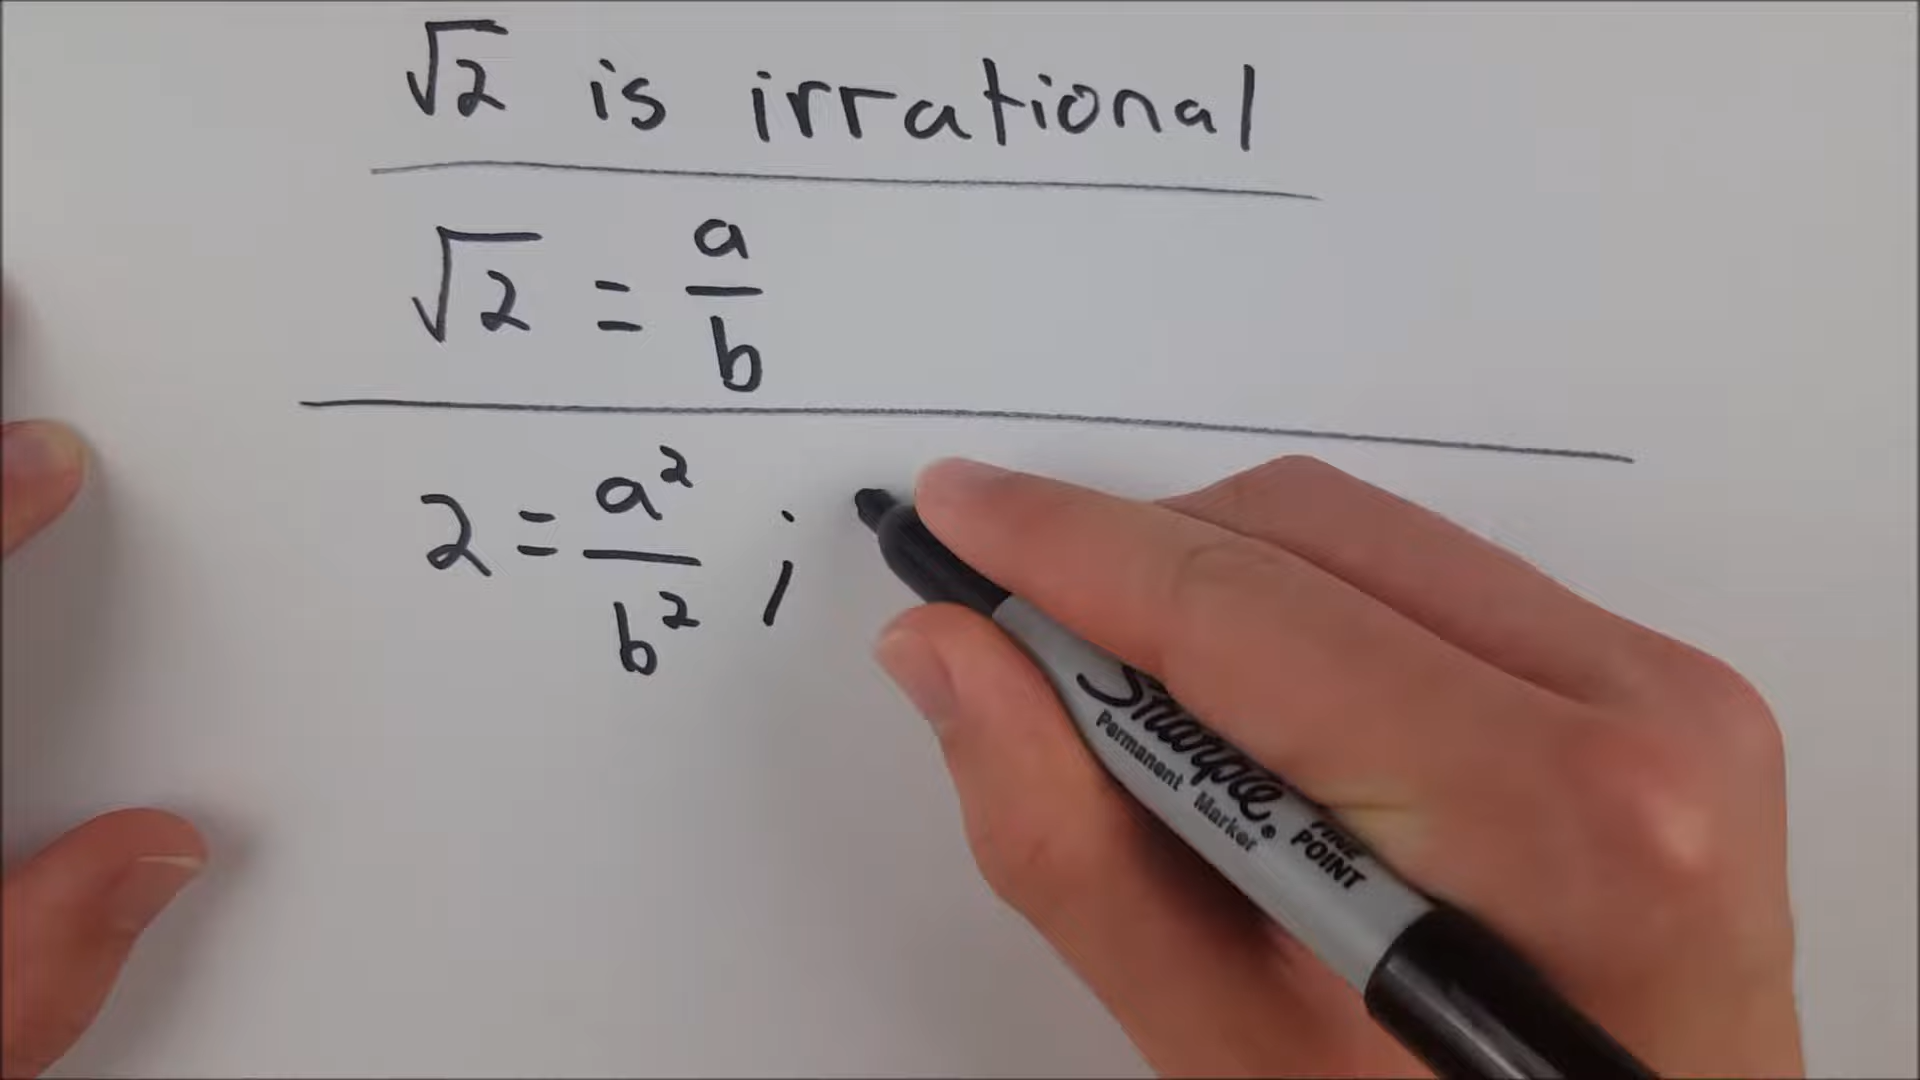 √2 is irrational
√2 = a/b
2 = a²/b² ;
Sharpie.®
Permanent Marker
FINE
POINT